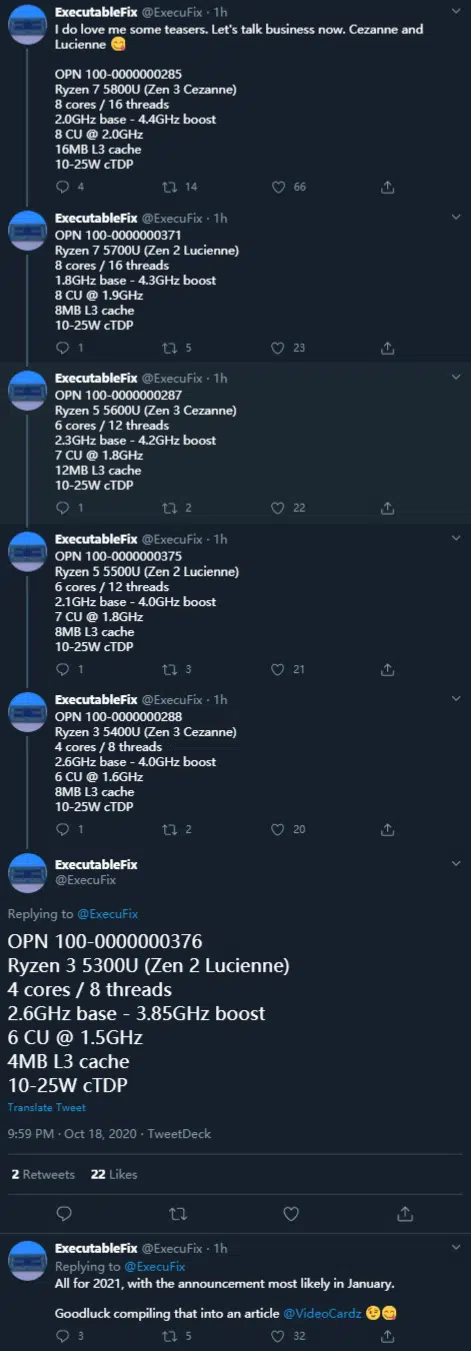 ExecutableFix @ExecuFix · 1h
I do love me some teasers. Let's talk business now. Cezanne and
Lucienne 😋
OPN 100-0000000285
Ryzen 7 5800U (Zen 3 Cezanne)
8 cores / 16 threads
2.0GHz base - 4.4GHz boost
8 CU @ 2.0GHz
16MB L3 cache
10-25W cTDP
4 14 66
ExecutableFix @ExecuFix · 1h
OPN 100-0000000371
Ryzen 7 5700U (Zen 2 Lucienne)
8 cores / 16 threads
1.8GHz base - 4.3GHz boost
8 CU @ 1.9GHz
8MB L3 cache
10-25W cTDP
1 5 23
ExecutableFix @ExecuFix · 1h
OPN 100-0000000287
Ryzen 5 5600U (Zen 3 Cezanne)
6 cores / 12 threads
2.3GHz base - 4.2GHz boost
7 CU @ 1.8GHz
12MB L3 cache
10-25W cTDP
1 2 22
ExecutableFix @ExecuFix · 1h
OPN 100-0000000375
Ryzen 5 5500U (Zen 2 Lucienne)
6 cores / 12 threads
2.1GHz base - 4.0GHz boost
7 CU @ 1.8GHz
8MB L3 cache
10-25W cTDP
1 3 21
ExecutableFix @ExecuFix · 1h
OPN 100-0000000288
Ryzen 3 5400U (Zen 3 Cezanne)
4 cores / 8 threads
2.6GHz base - 4.0GHz boost
6 CU @ 1.6GHz
8MB L3 cache
10-25W cTDP
1 2 20
ExecutableFix
@ExecuFix
Replying to @ExecuFix
OPN 100-0000000376
Ryzen 3 5300U (Zen 2 Lucienne)
4 cores / 8 threads
2.6GHz base - 3.85GHz boost
6 CU @ 1.5GHz
4MB L3 cache
10-25W cTDP
Translate Tweet
9:59 PM · Oct 18, 2020 · TweetDeck
2 Retweets 22 Likes
ExecutableFix @ExecuFix · 1h
Replying to @ExecuFix
All for 2021, with the announcement most likely in January.
Goodluck compiling that into an article @VideoCardz 😉😋
3 5 32